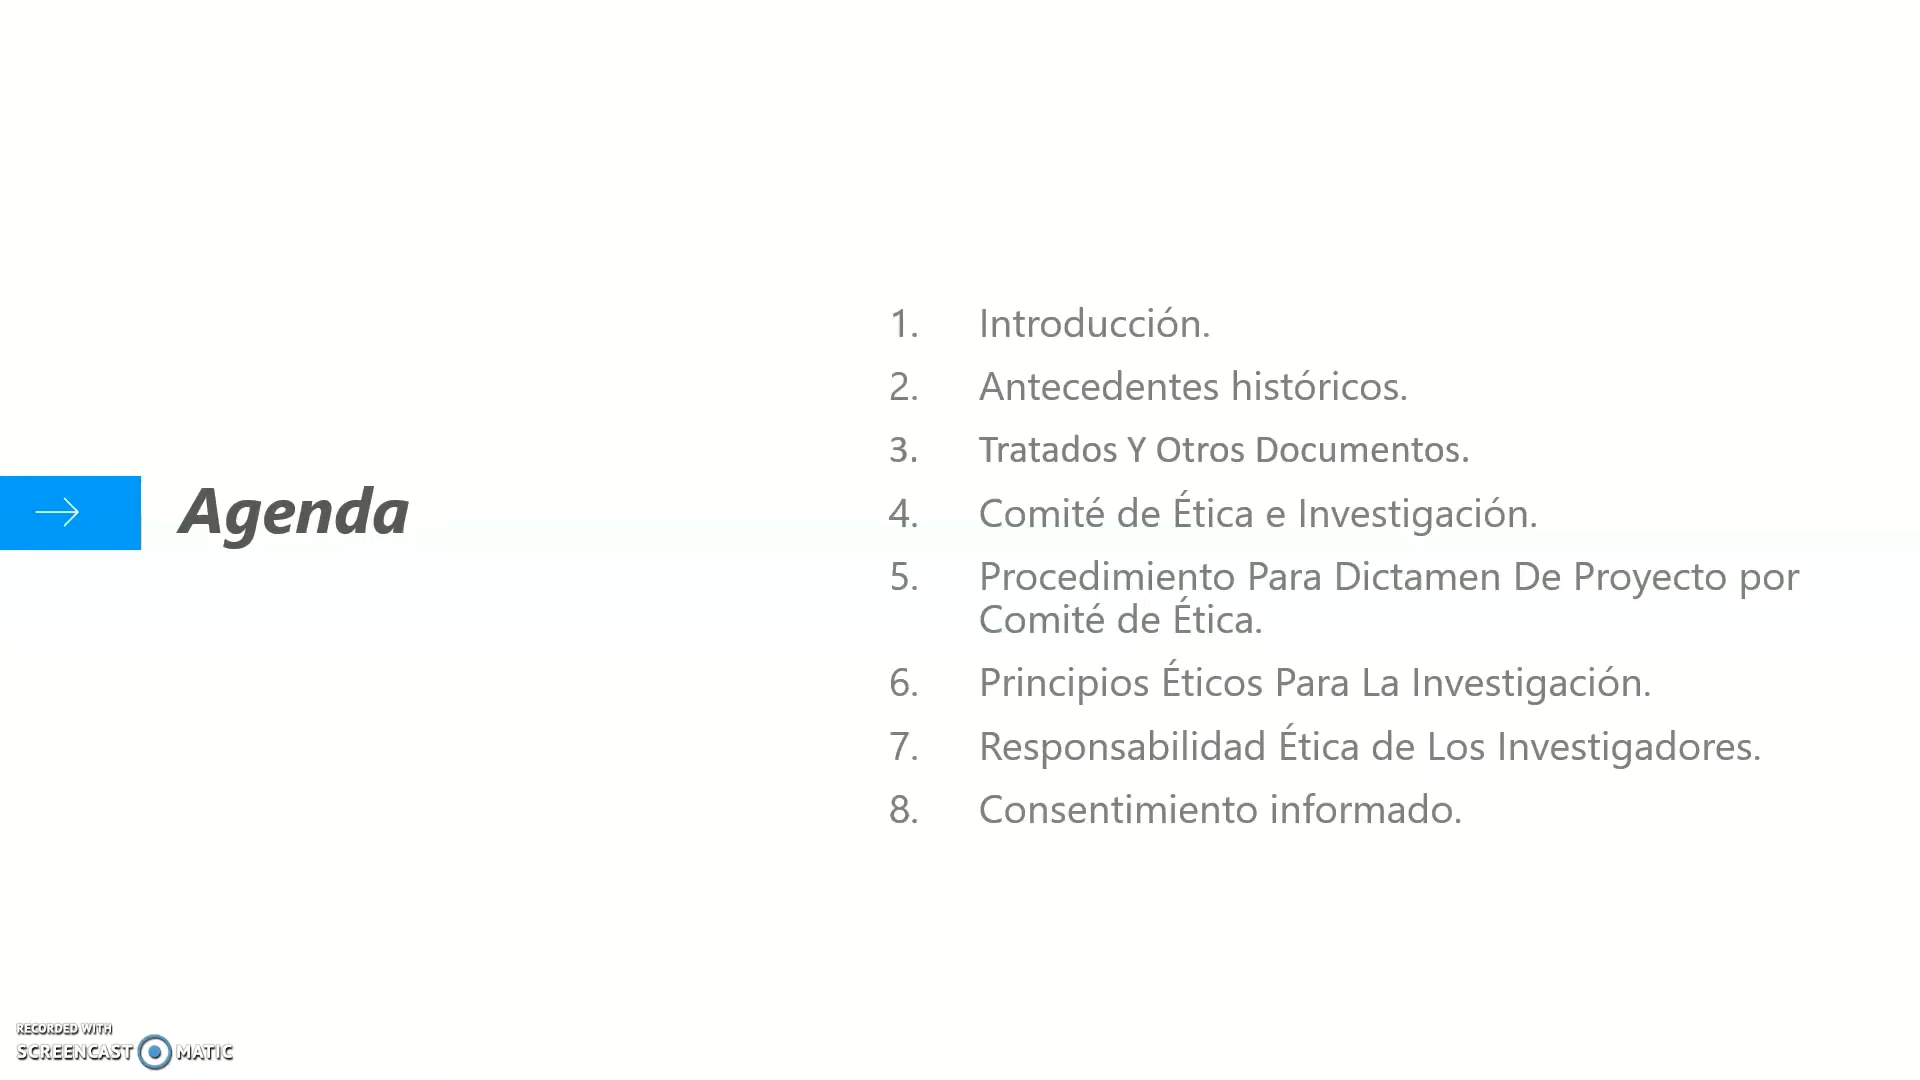 Agenda
1. Introducción.
2. Antecedentes históricos.
3. Tratados Y Otros Documentos.
4. Comité de Ética e Investigación.
5. Procedimiento Para Dictamen De Proyecto por
Comité de Ética.
6. Principios Éticos Para La Investigación.
7. Responsabilidad Ética de Los Investigadores.
8. Consentimiento informado.
RECORDED WITH
SCREENCAST MATIC